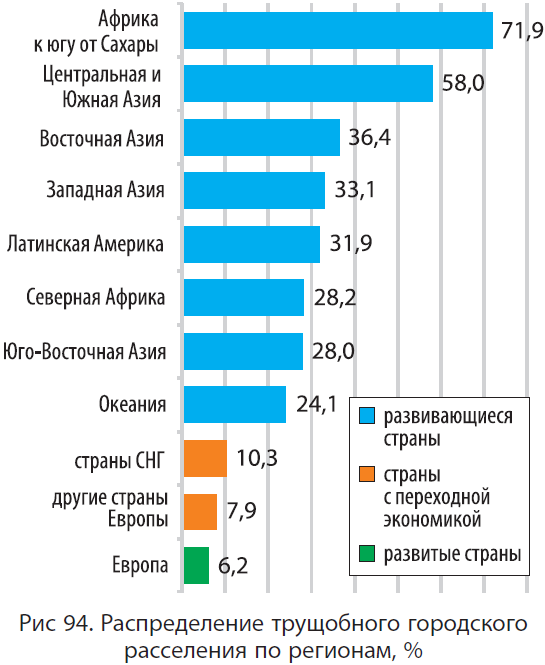 Африка
к югу от Сахары
71,9
Центральная и
Южная Азия
58,0
Восточная Азия
36,4
Западная Азия
33,1
Латинская Америка
31,9
Северная Африка
28,2
Юго-Восточная Азия
28,0
Океания
24,1
страны СНГ
10,3
другие страны
Европы
7,9
Европа
6,2
развивающиеся
страны
страны
с переходной
экономикой
развитые страны
Рис 94. Распределение трущобного городского
расселения по регионам, %